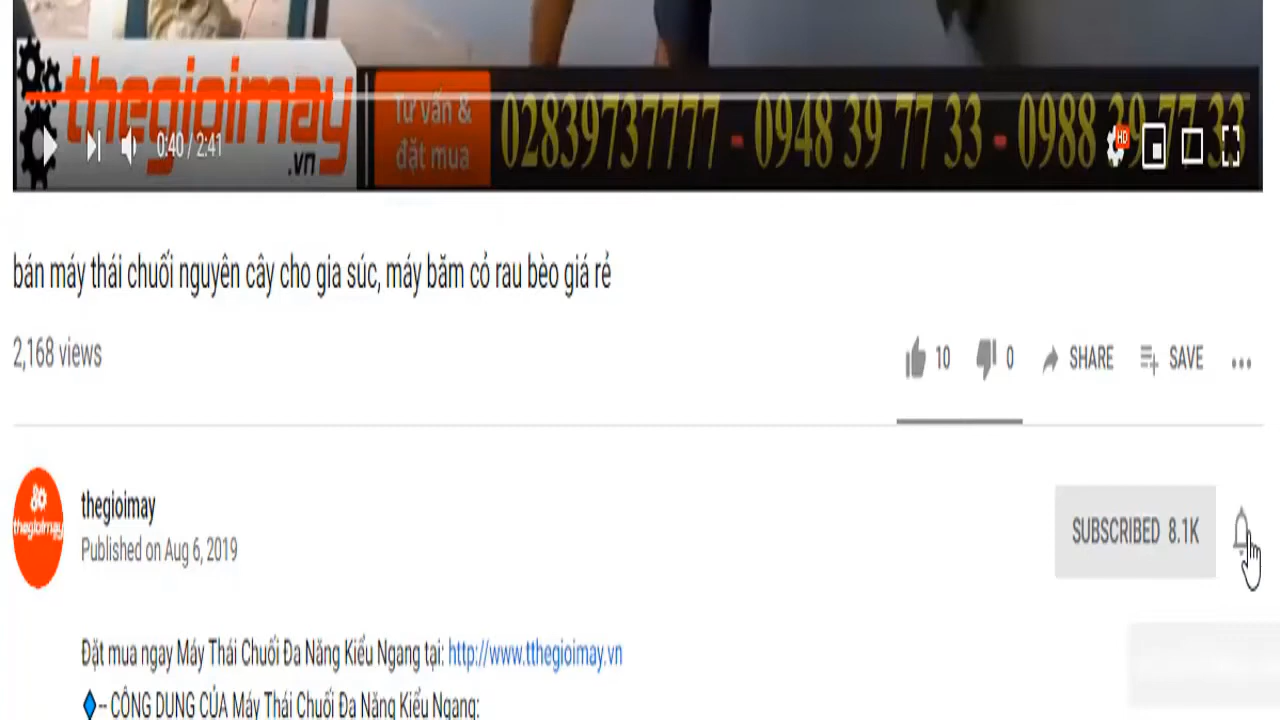 thegioimay
.vn
Tư vấn &
đặt mua
02839737777 - 0948 39 77 33 - 0988 39 77 33
HD
0:40 / 2:41
bán máy thái chuối nguyên cây cho gia súc, máy băm cỏ rau bèo giá rẻ
2,168 views
10 0 SHARE SAVE
thegioimay
thegioimay
Published on Aug 6, 2019
SUBSCRIBED 8.1K
Đặt mua ngay Máy Thái Chuối Đa Năng Kiểu Ngang tại: http://www.tthegioimay.vn
-- CÔNG DỤNG CỦA Máy Thái Chuối Đa Năng Kiểu Ngang: